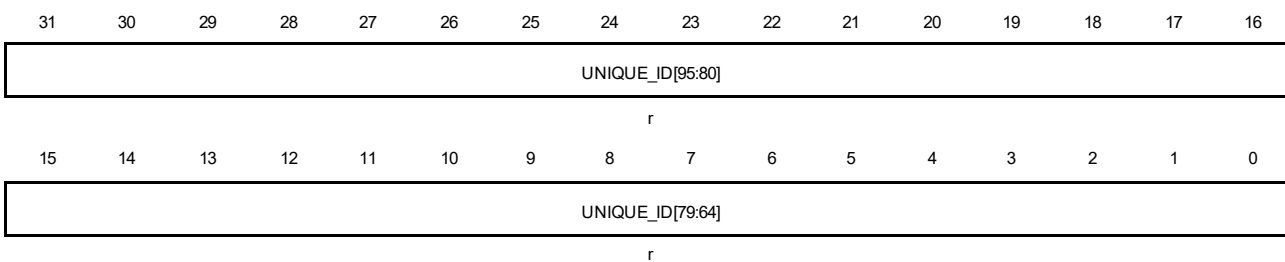 31 30 29 28 27 26 25 24 23 22 21 20 19 18 17 16
UNIQUE_ID[95:80]
r
15 14 13 12 11 10 9 8 7 6 5 4 3 2 1 0
UNIQUE_ID[79:64]
r